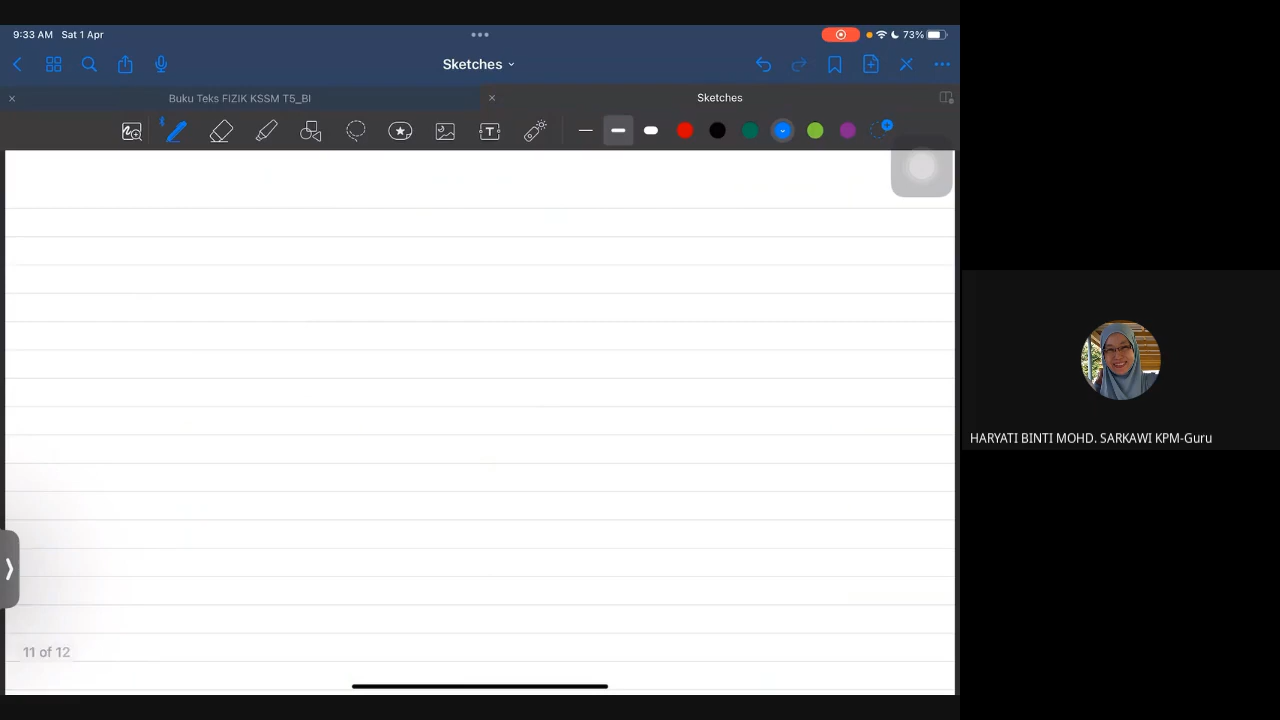 9:33 AM Sat 1 Apr
73%
Sketches
Buku Teks FIZIK KSSM T5_BI
Sketches
T
11 of 12
HARYATI BINTI MOHD. SARKAWI KPM-Guru